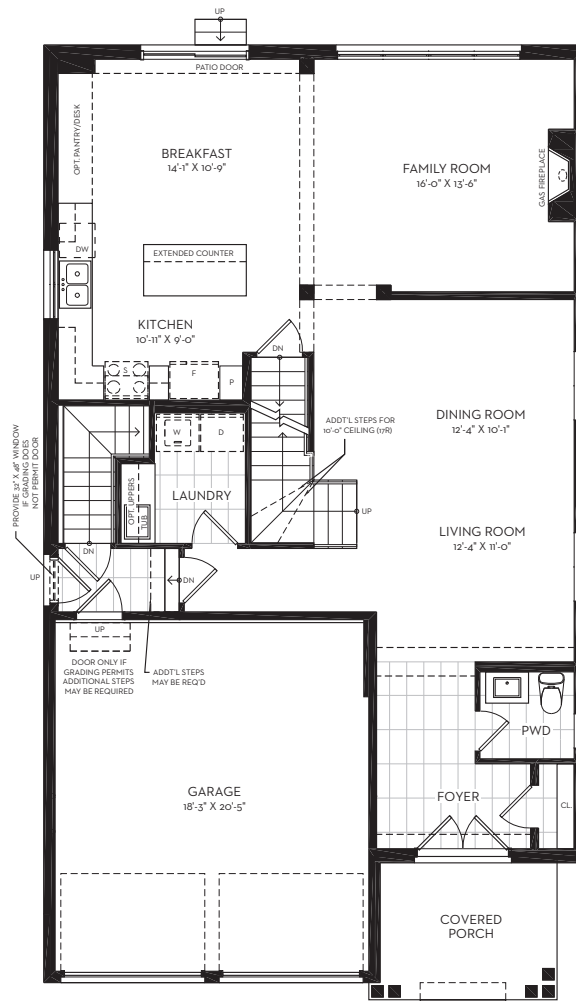 UP
PATIO DOOR
OPT.PANTRY/DESK
BREAKFAST
14'-1" X 10'-9"
FAMILY ROOM
16'-0" X 13'-6"
GAS FIREPLACE
DW
EXTENDED COUNTER
KITCHEN
10'-11" X 9'-0"
S
F
P
DN
W
D
ADDT'L STEPS FOR
10'-0" CEILING (17R)
DINING ROOM
12'-4" X 10'-1"
PROVIDE 32" X 48" WINDOW
IF GRADING DOES
NOT PERMIT DOOR
OPT.UPPERS
TUB
LAUNDRY
UP
LIVING ROOM
12'-4" X 11'-0"
DN
UP
DN
UP
DOOR ONLY IF
GRADING PERMITS
ADDITIONAL STEPS
MAY BE REQUIRED
ADDT'L STEPS
MAY BE REQ'D
PWD
GARAGE
18'-3" X 20'-5"
FOYER
CL.
COVERED
PORCH